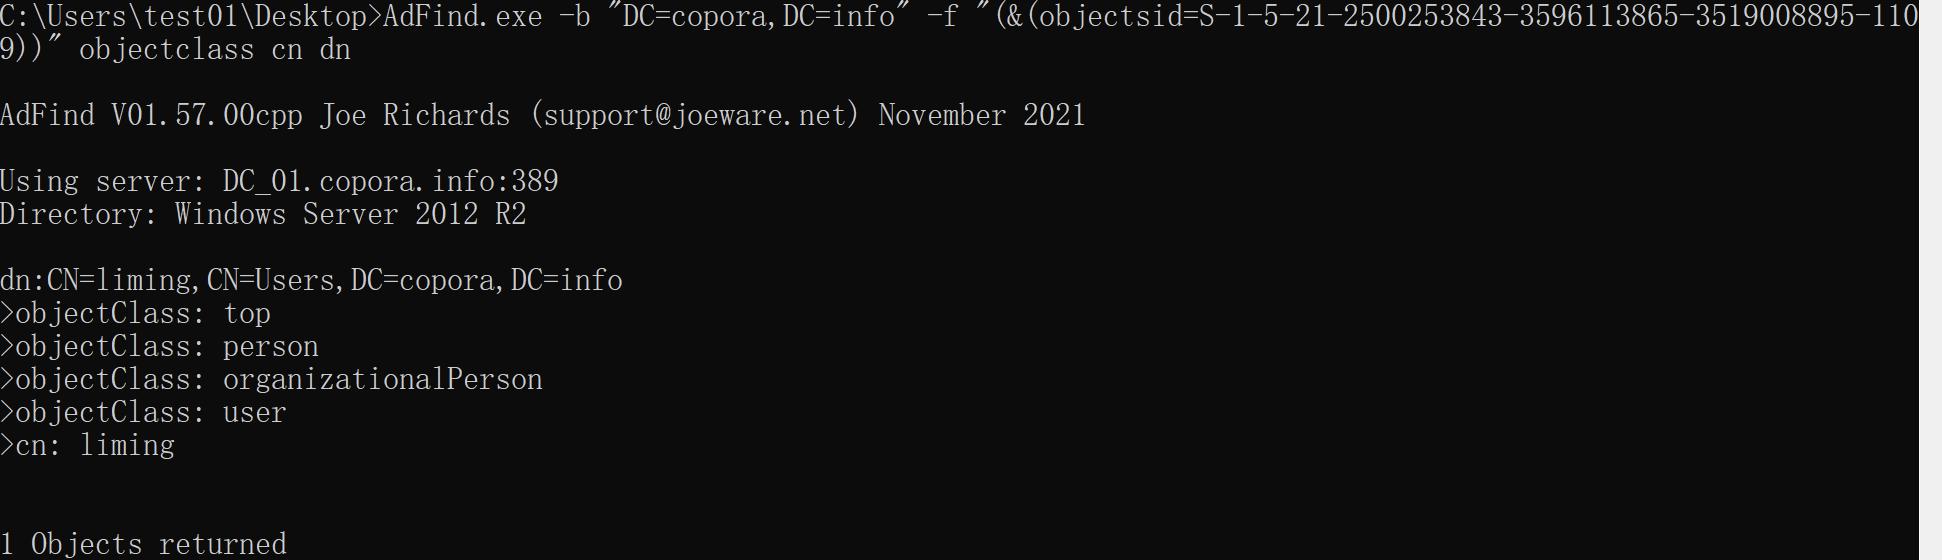 C:\Users\test01\Desktop>AdFind.exe -b "DC=copora,DC=info" -f "(&(objectsid=S-1-5-21-2500253843-3596113865-3519008895-110
9))" objectclass cn dn
AdFind V01.57.00cpp Joe Richards (support@joeware.net) November 2021
Using server: DC_01.copora.info:389
Directory: Windows Server 2012 R2
dn:CN=liming,CN=Users,DC=copora,DC=info
>objectClass: top
>objectClass: person
>objectClass: organizationalPerson
>objectClass: user
>cn: liming
1 Objects returned